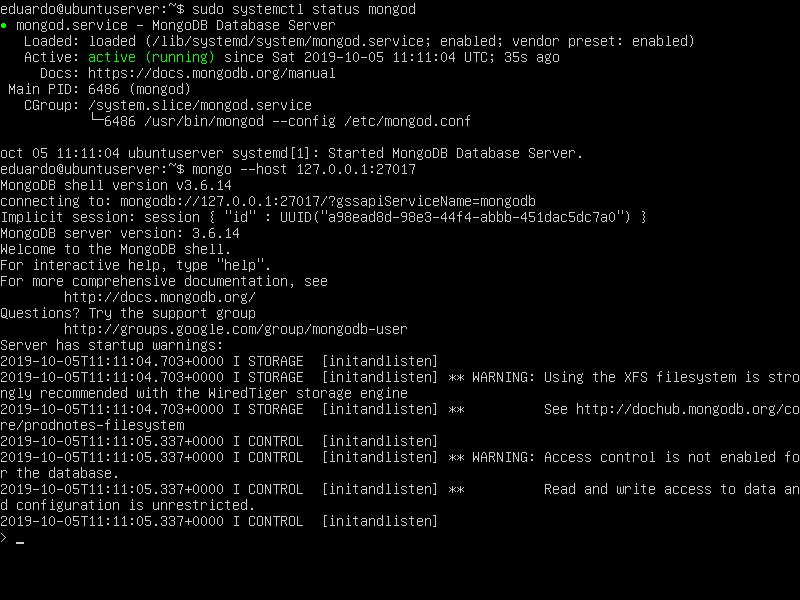 eduardo@ubuntuserver:~$ sudo systemctl status mongod
● mongod.service - MongoDB Database Server
   Loaded: loaded (/lib/systemd/system/mongod.service; enabled; vendor preset: enabled)
   Active: active (running) since Sat 2019-10-05 11:11:04 UTC; 35s ago
     Docs: https://docs.mongodb.org/manual
 Main PID: 6486 (mongod)
   CGroup: /system.slice/mongod.service
           └─6486 /usr/bin/mongod --config /etc/mongod.conf

oct 05 11:11:04 ubuntuserver systemd[1]: Started MongoDB Database Server.
eduardo@ubuntuserver:~$ mongo --host 127.0.0.1:27017
MongoDB shell version v3.6.14
connecting to: mongodb://127.0.0.1:27017/?gssapiServiceName=mongodb
Implicit session: session { "id" : UUID("a98ead8d-98e3-44f4-abbb-451dac5dc7a0") }
MongoDB server version: 3.6.14
Welcome to the MongoDB shell.
For interactive help, type "help".
For more comprehensive documentation, see
        http://docs.mongodb.org/
Questions? Try the support group
        http://groups.google.com/group/mongodb-user
Server has startup warnings:
2019-10-05T11:11:04.703+0000 I STORAGE  [initandlisten]
2019-10-05T11:11:04.703+0000 I STORAGE  [initandlisten] ** WARNING: Using the XFS filesystem is stro
ngly recommended with the WiredTiger storage engine
2019-10-05T11:11:04.703+0000 I STORAGE  [initandlisten] **          See http://dochub.mongodb.org/co
re/prodnotes-filesystem
2019-10-05T11:11:05.337+0000 I CONTROL  [initandlisten]
2019-10-05T11:11:05.337+0000 I CONTROL  [initandlisten] ** WARNING: Access control is not enabled fo
r the database.
2019-10-05T11:11:05.337+0000 I CONTROL  [initandlisten] **          Read and write access to data an
d configuration is unrestricted.
2019-10-05T11:11:05.337+0000 I CONTROL  [initandlisten]
> _